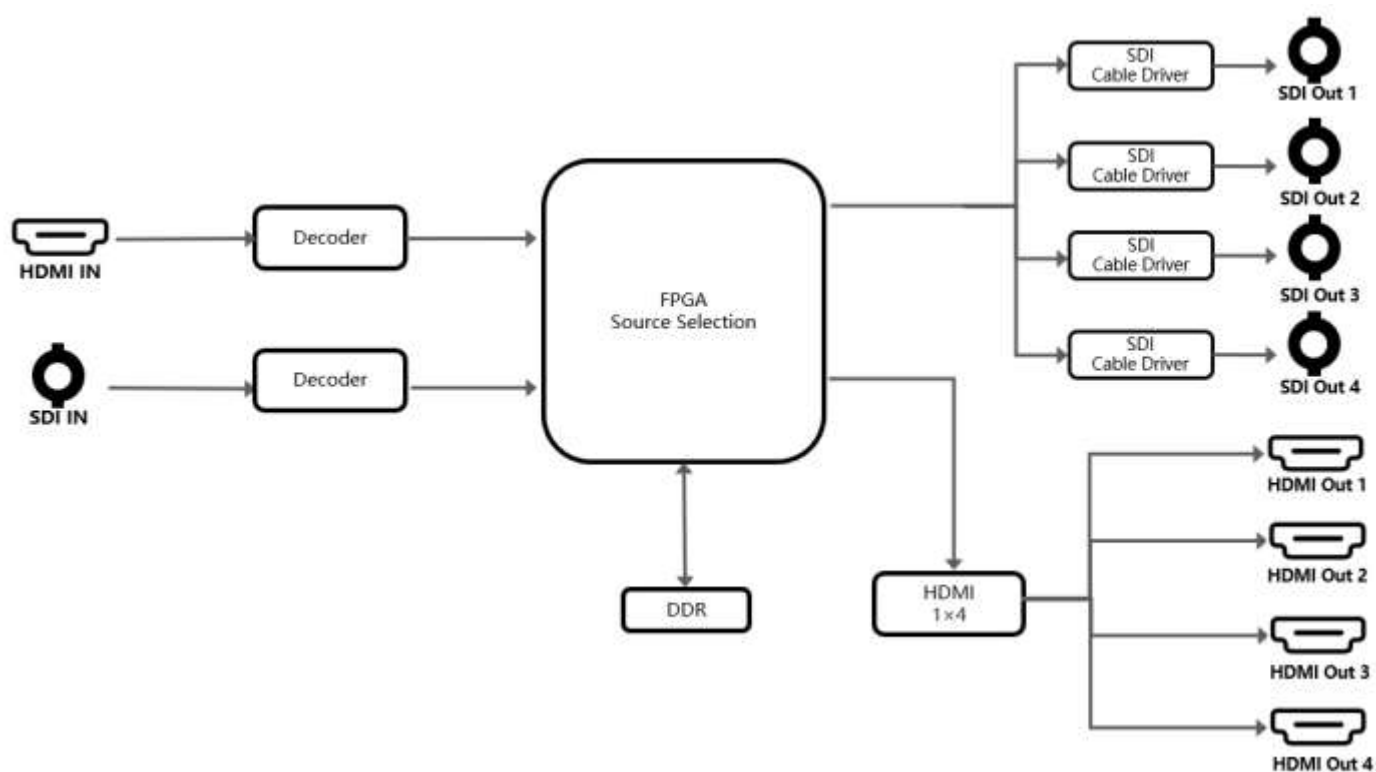 HDMI IN
Decoder
SDI IN
Decoder
FPGA
Source Selection
DDR
SDI
Cable Driver
SDI Out 1
SDI
Cable Driver
SDI Out 2
SDI
Cable Driver
SDI Out 3
SDI
Cable Driver
SDI Out 4
HDMI
1×4
HDMI Out 1
HDMI Out 2
HDMI Out 3
HDMI Out 4